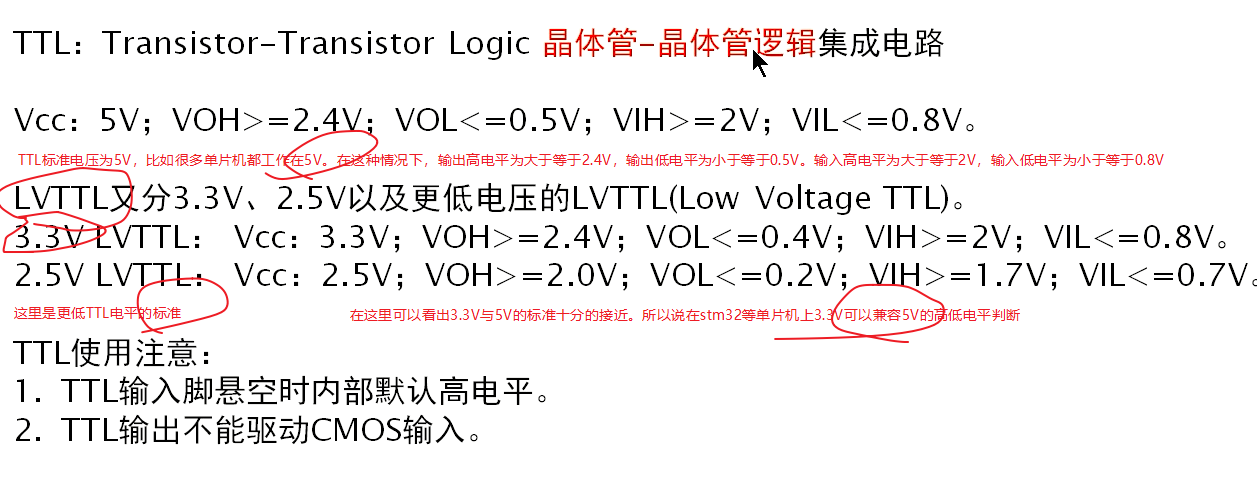 TTL：Transistor-Transistor Logic 晶体管-晶体管逻辑集成电路
Vcc：5V；VOH>=2.4V；VOL<=0.5V；VIH>=2V；VIL<=0.8V。
TTL标准电压为5V，比如很多单片机都工作在5V。在这种情况下，输出高电平为大于等于2.4V，输出低电平为小于等于0.5V。输入高电平为大于等于2V，输入低电平为小于等于0.8V
LVTTL又分3.3V、2.5V以及更低电压的LVTTL(Low Voltage TTL)。
3.3V LVTTL： Vcc：3.3V；VOH>=2.4V；VOL<=0.4V；VIH>=2V；VIL<=0.8V。
2.5V LVTTL： Vcc：2.5V；VOH>=2.0V；VOL<=0.2V；VIH>=1.7V；VIL<=0.7V。
这里是更低TTL电平的标准
在这里可以看出3.3V与5V的标准十分的接近。所以说在stm32等单片机上3.3V可以兼容5V的高低电平判断
TTL使用注意：
1. TTL输入脚悬空时内部默认高电平。
2. TTL输出不能驱动CMOS输入。